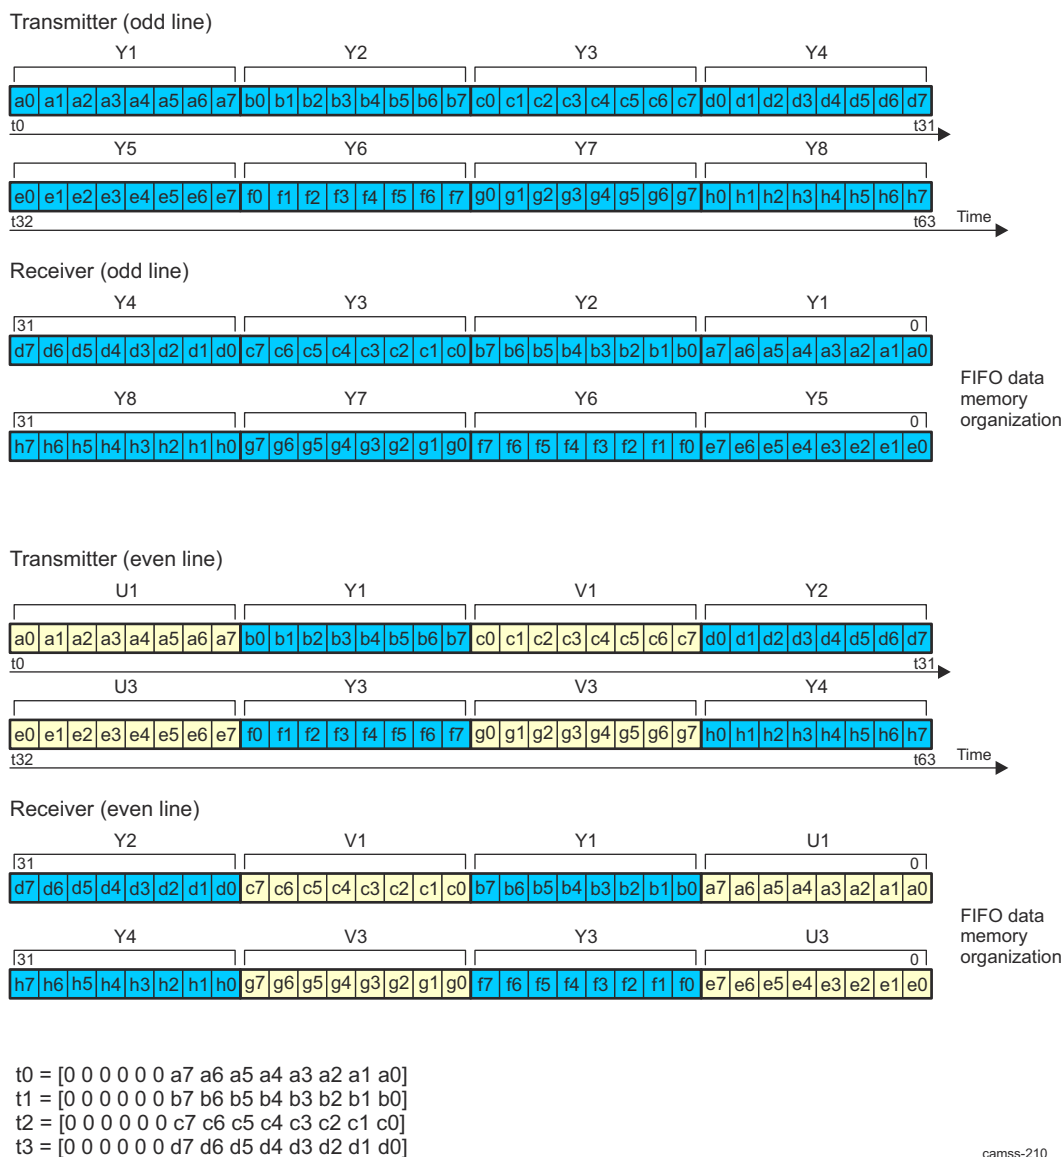 Transmitter (odd line)
Y1 Y2 Y3 Y4
a0 a1 a2 a3 a4 a5 a6 a7 b0 b1 b2 b3 b4 b5 b6 b7 c0 c1 c2 c3 c4 c5 c6 c7 d0 d1 d2 d3 d4 d5 d6 d7
t0 t31
Y5 Y6 Y7 Y8
e0 e1 e2 e3 e4 e5 e6 e7 f0 f1 f2 f3 f4 f5 f6 f7 g0 g1 g2 g3 g4 g5 g6 g7 h0 h1 h2 h3 h4 h5 h6 h7
t32 t63 Time
Receiver (odd line)
Y4 Y3 Y2 Y1
31 0
d7 d6 d5 d4 d3 d2 d1 d0 c7 c6 c5 c4 c3 c2 c1 c0 b7 b6 b5 b4 b3 b2 b1 b0 a7 a6 a5 a4 a3 a2 a1 a0
FIFO data
memory
organization
Y8 Y7 Y6 Y5
31 0
h7 h6 h5 h4 h3 h2 h1 h0 g7 g6 g5 g4 g3 g2 g1 g0 f7 f6 f5 f4 f3 f2 f1 f0 e7 e6 e5 e4 e3 e2 e1 e0
Transmitter (even line)
U1 Y1 V1 Y2
a0 a1 a2 a3 a4 a5 a6 a7 b0 b1 b2 b3 b4 b5 b6 b7 c0 c1 c2 c3 c4 c5 c6 c7 d0 d1 d2 d3 d4 d5 d6 d7
t0 t31
U3 Y3 V3 Y4
e0 e1 e2 e3 e4 e5 e6 e7 f0 f1 f2 f3 f4 f5 f6 f7 g0 g1 g2 g3 g4 g5 g6 g7 h0 h1 h2 h3 h4 h5 h6 h7
t32 t63 Time
Receiver (even line)
Y2 V1 Y1 U1
31 0
d7 d6 d5 d4 d3 d2 d1 d0 c7 c6 c5 c4 c3 c2 c1 c0 b7 b6 b5 b4 b3 b2 b1 b0 a7 a6 a5 a4 a3 a2 a1 a0
FIFO data
memory
organization
Y4 V3 Y3 U3
31 0
h7 h6 h5 h4 h3 h2 h1 h0 g7 g6 g5 g4 g3 g2 g1 g0 f7 f6 f5 f4 f3 f2 f1 f0 e7 e6 e5 e4 e3 e2 e1 e0
t0 = [0 0 0 0 0 0 a7 a6 a5 a4 a3 a2 a1 a0]
t1 = [0 0 0 0 0 0 b7 b6 b5 b4 b3 b2 b1 b0]
t2 = [0 0 0 0 0 0 c7 c6 c5 c4 c3 c2 c1 c0]
t3 = [0 0 0 0 0 0 d7 d6 d5 d4 d3 d2 d1 d0]
camss-210